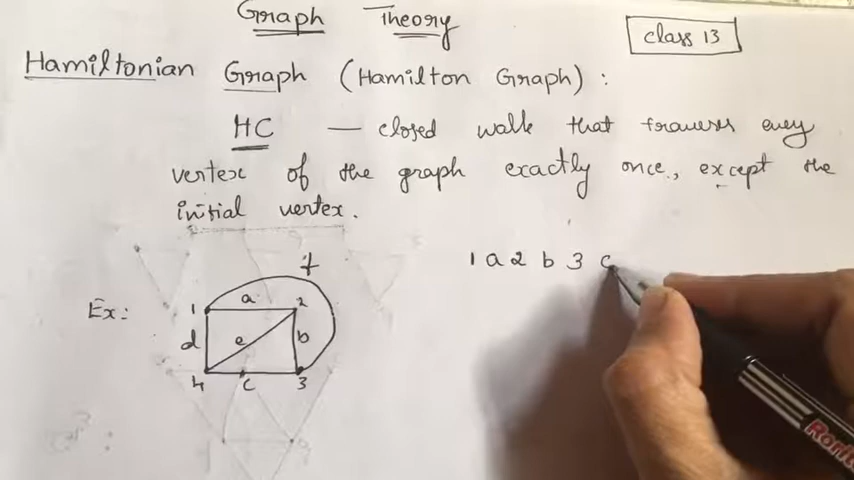 Graph Theory
class 13
Hamiltonian Graph (Hamilton Graph) :
HC — closed walk that travers every
vertex of the graph exactly once, except the
initial vertex.
1 a 2 b 3 c
Ex:
f
1 a 2
d e b
4 c 3